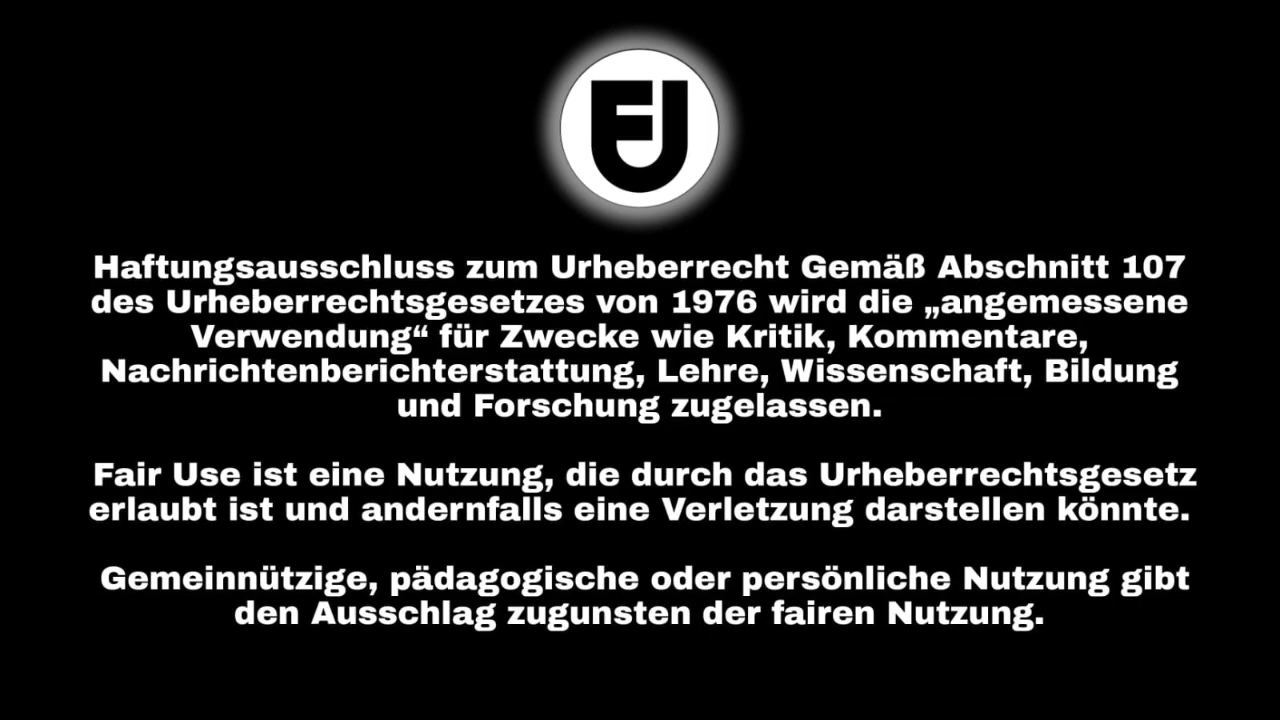 Haftungsausschluss zum Urheberrecht Gemäß Abschnitt 107
des Urheberrechtsgesetzes von 1976 wird die „angemessene
Verwendung“ für Zwecke wie Kritik, Kommentare,
Nachrichtenberichterstattung, Lehre, Wissenschaft, Bildung
und Forschung zugelassen.
Fair Use ist eine Nutzung, die durch das Urheberrechtsgesetz
erlaubt ist und andernfalls eine Verletzung darstellen könnte.
Gemeinnützige, pädagogische oder persönliche Nutzung gibt
den Ausschlag zugunsten der fairen Nutzung.